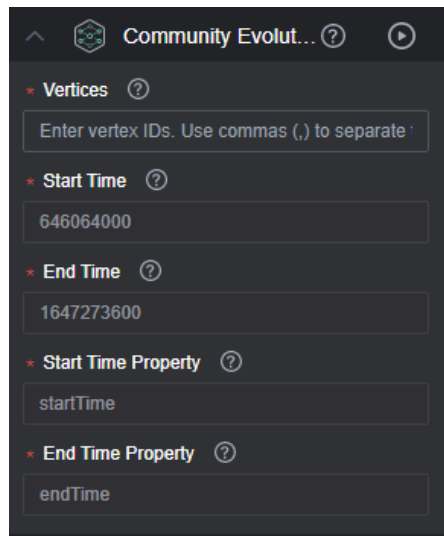 Community Evolut... ?
* Vertices ?
Enter vertex IDs. Use commas (,) to separate
* Start Time ?
646064000
* End Time ?
1647273600
* Start Time Property ?
startTime
* End Time Property ?
endTime